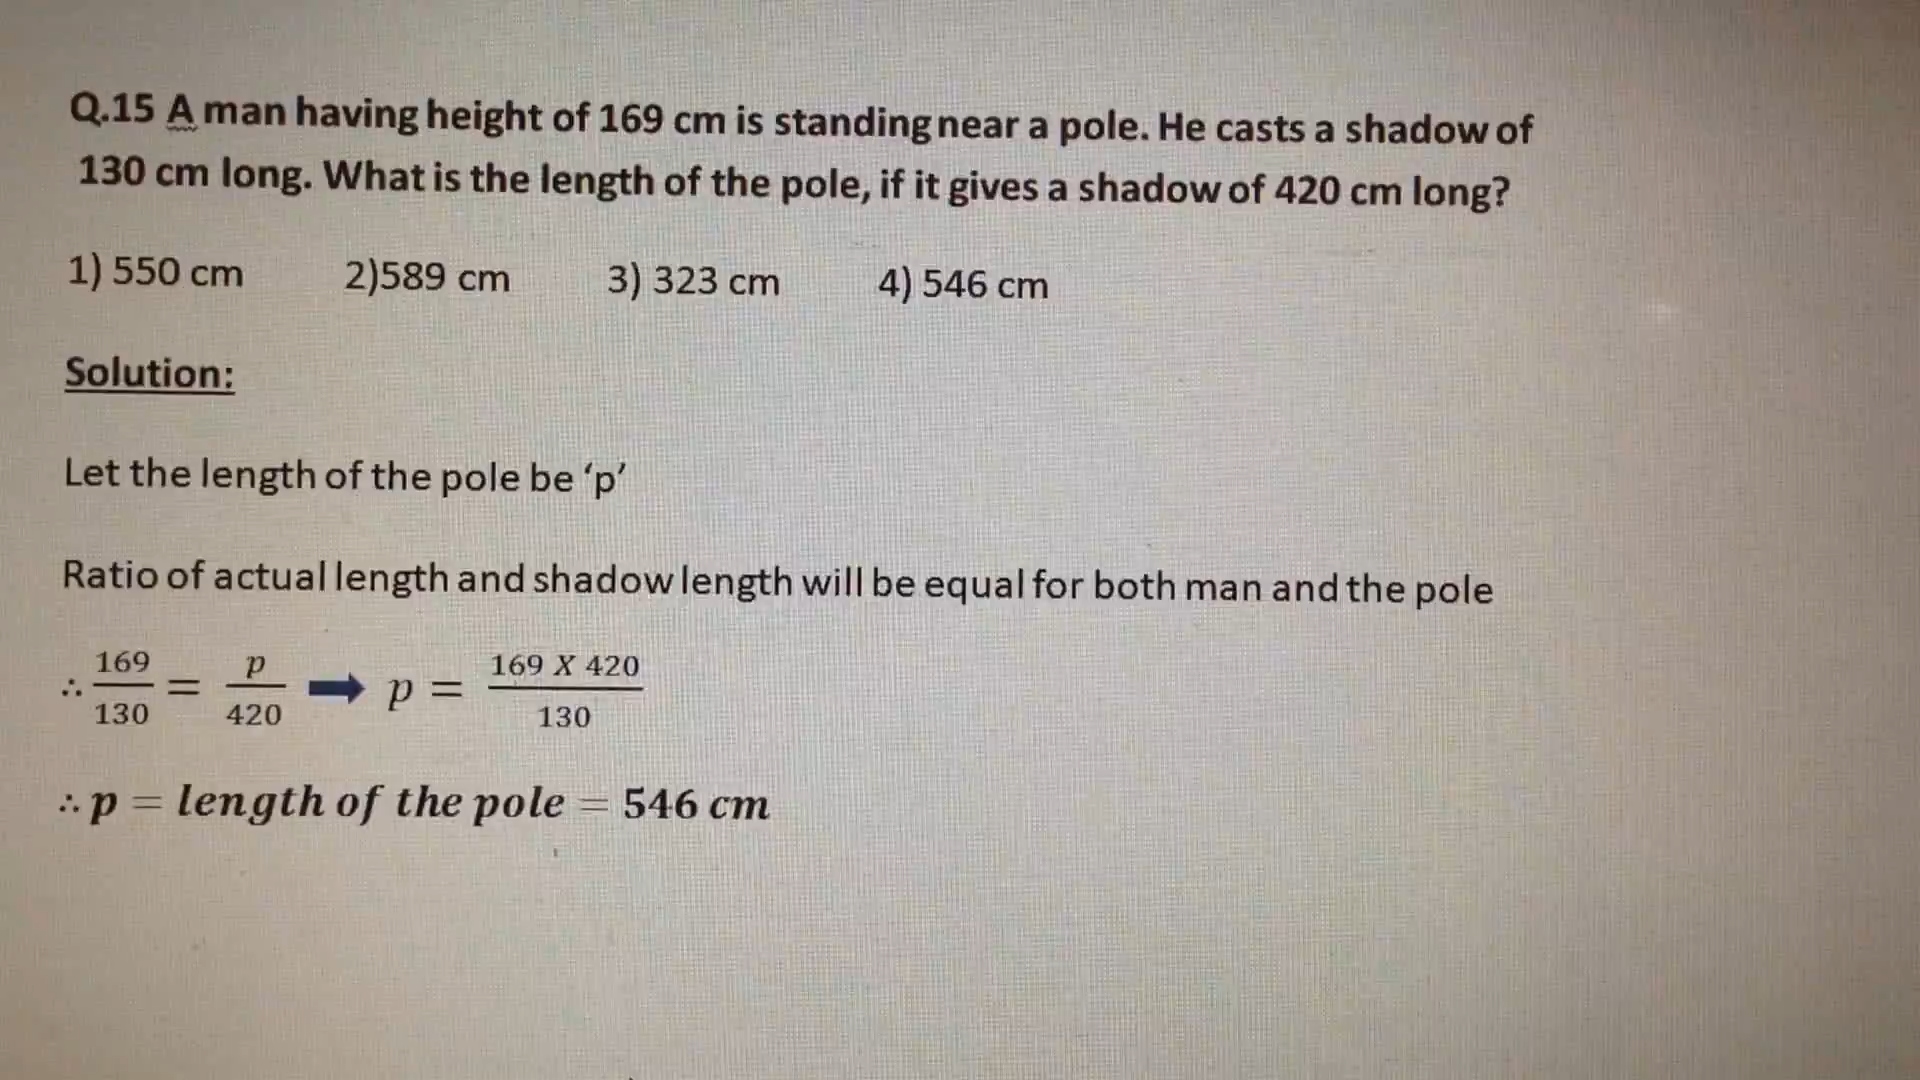 Q.15 A man having height of 169 cm is standing near a pole. He casts a shadow of
130 cm long. What is the length of the pole, if it gives a shadow of 420 cm long?
1) 550 cm 2)589 cm 3) 323 cm 4) 546 cm
Solution:
Let the length of the pole be ‘p’
Ratio of actual length and shadow length will be equal for both man and the pole
∴ 169/130 = p/420 ➡ p = 169 X 420/130
∴ p = length of the pole = 546 cm